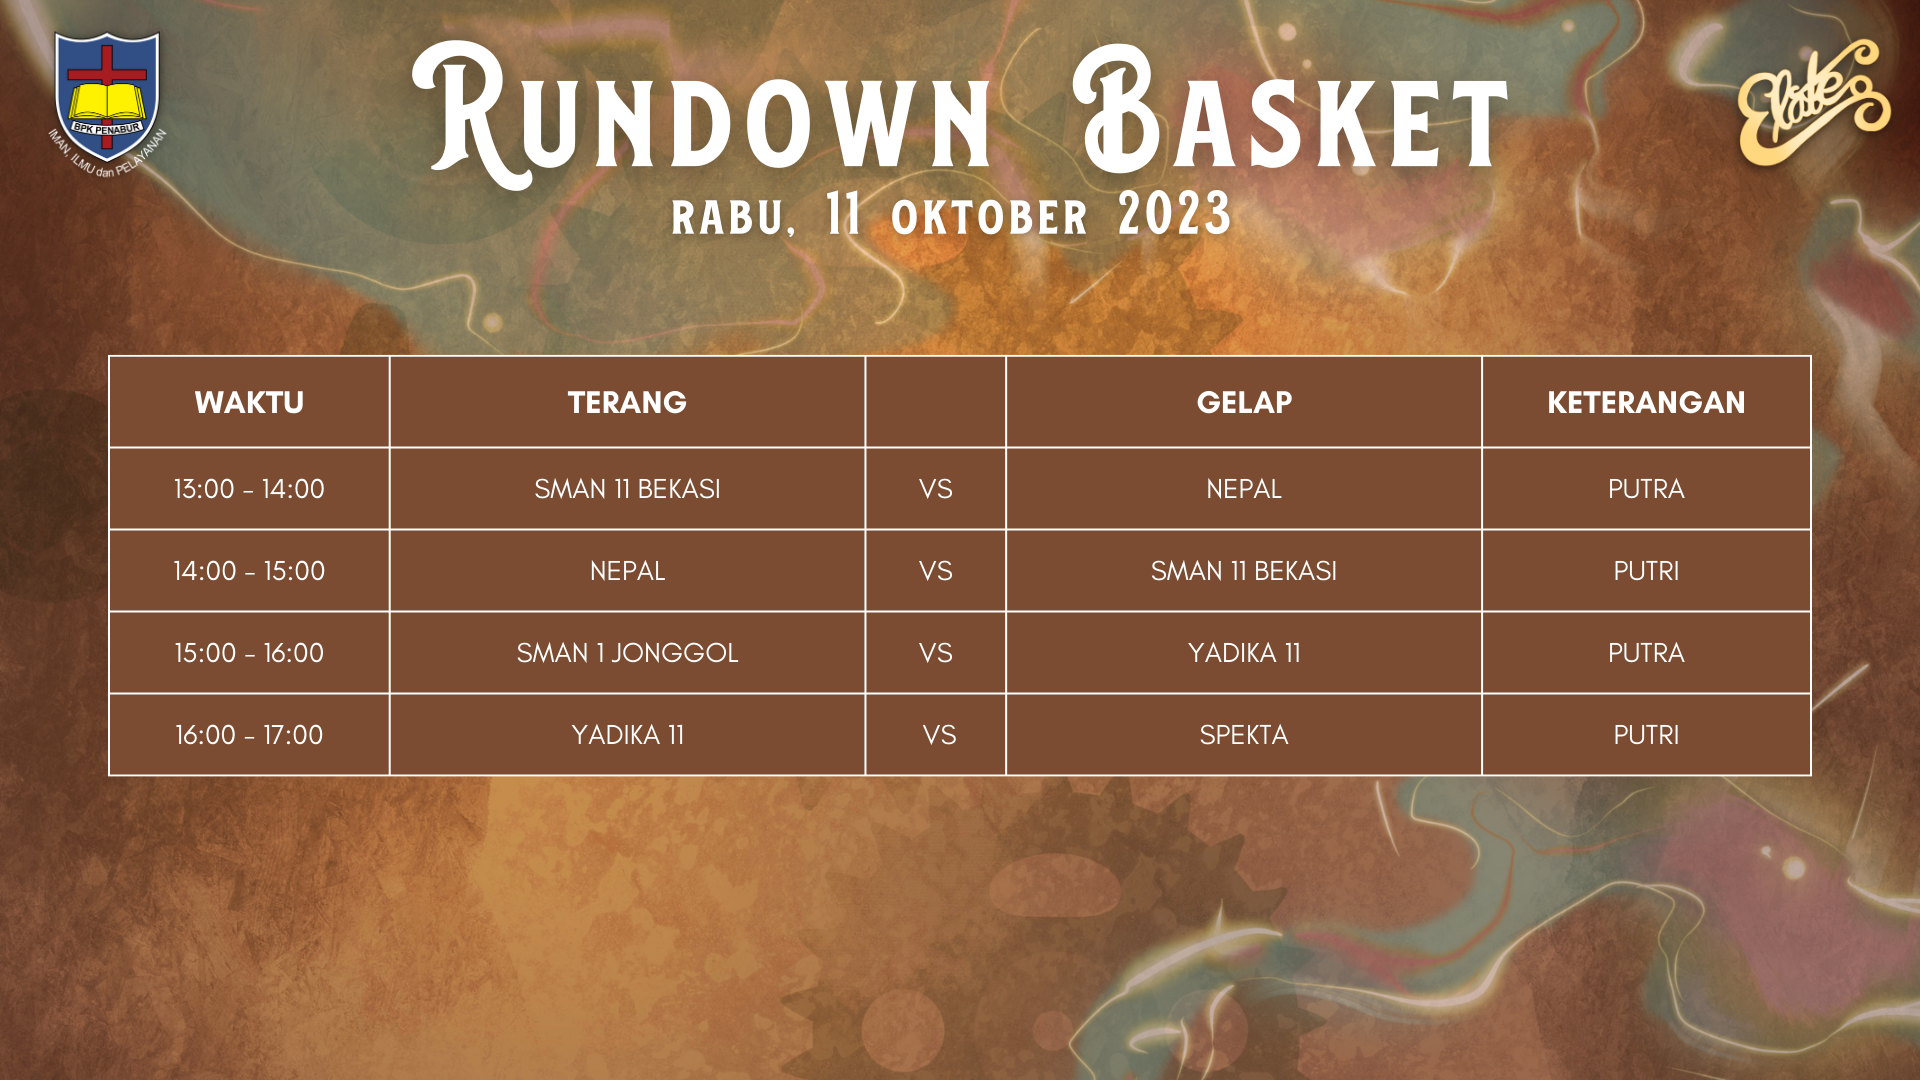 BPK PENABUR
IMAN, ILMU dan PELAYANAN
RUNDOWN BASKET
Elate
RABU, 11 OKTOBER 2023
WAKTU TERANG GELAP KETERANGAN
13:00 - 14:00 SMAN 11 BEKASI VS NEPAL PUTRA
14:00 - 15:00 NEPAL VS SMAN 11 BEKASI PUTRI
15:00 - 16:00 SMAN 1 JONGGOL VS YADIKA 11 PUTRA
16:00 - 17:00 YADIKA 11 VS SPEKTA PUTRI